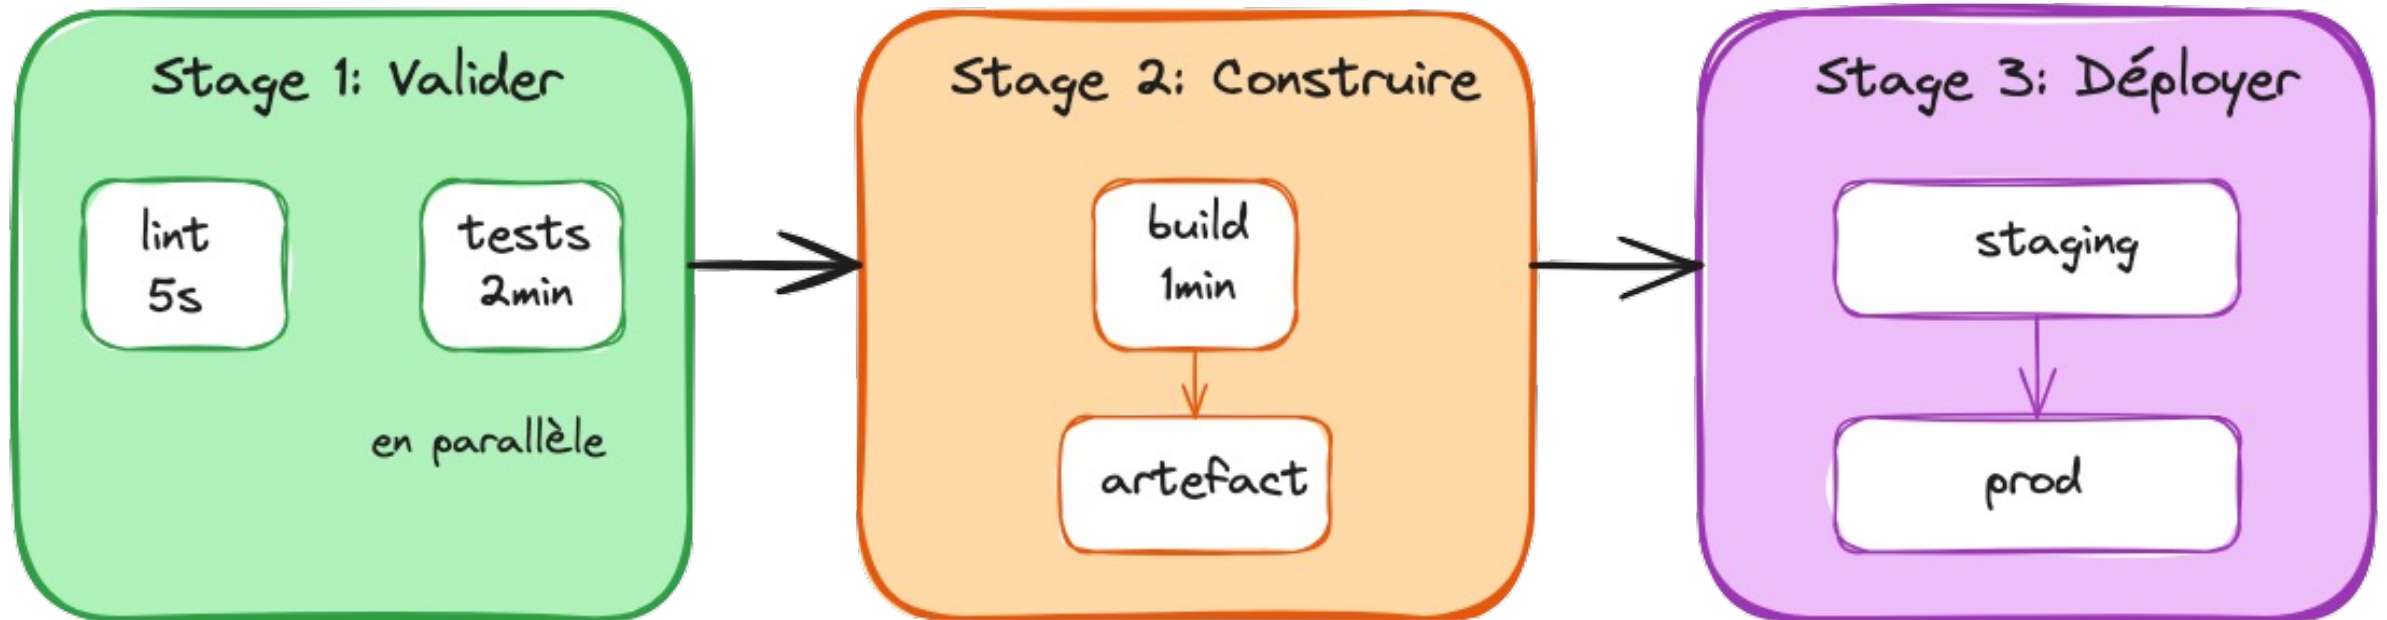 Stage 1: Valider
lint
5s
tests
2min
en parallèle
Stage 2: Construire
build
1min
artefact
Stage 3: Déployer
staging
prod